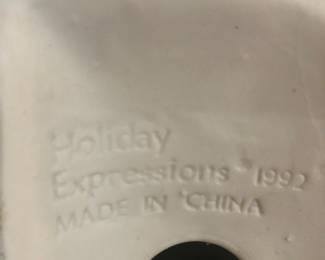 Holiday
Expressions ® 1992
MADE IN CHINA